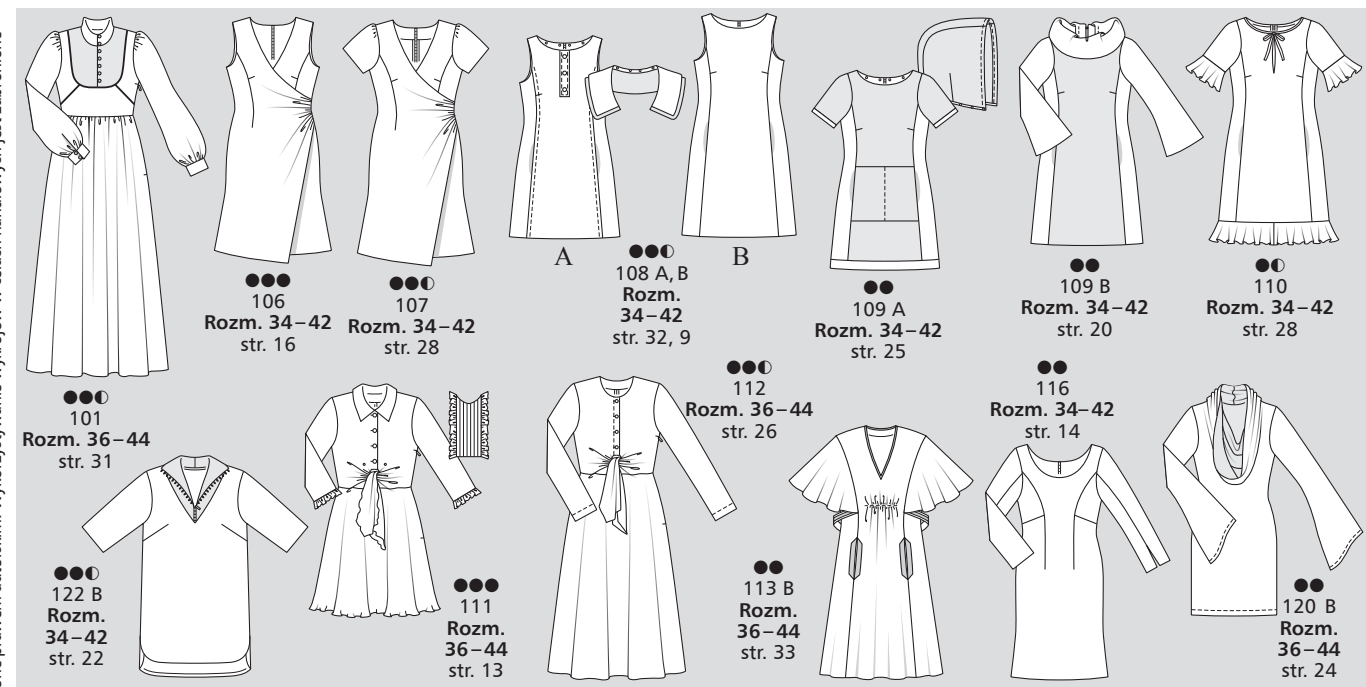 A
B
●●●
106
Rozm. 34–42
str. 16
●●◐
107
Rozm. 34–42
str. 28
●●◐
108 A, B
Rozm.
34–42
str. 32, 9
●●
109 A
Rozm. 34–42
str. 25
●●
109 B
Rozm. 34–42
str. 20
●◐
110
Rozm. 34–42
str. 28
●●◐
101
Rozm. 36–44
str. 31
●●◐
112
Rozm. 36–44
str. 26
●●
116
Rozm. 34–42
str. 14
●●◐
122 B
Rozm.
34–42
str. 22
●●●
111
Rozm.
36–44
str. 13
●●
113 B
Rozm.
36–44
str. 33
●●
120 B
Rozm.
36–44
str. 24